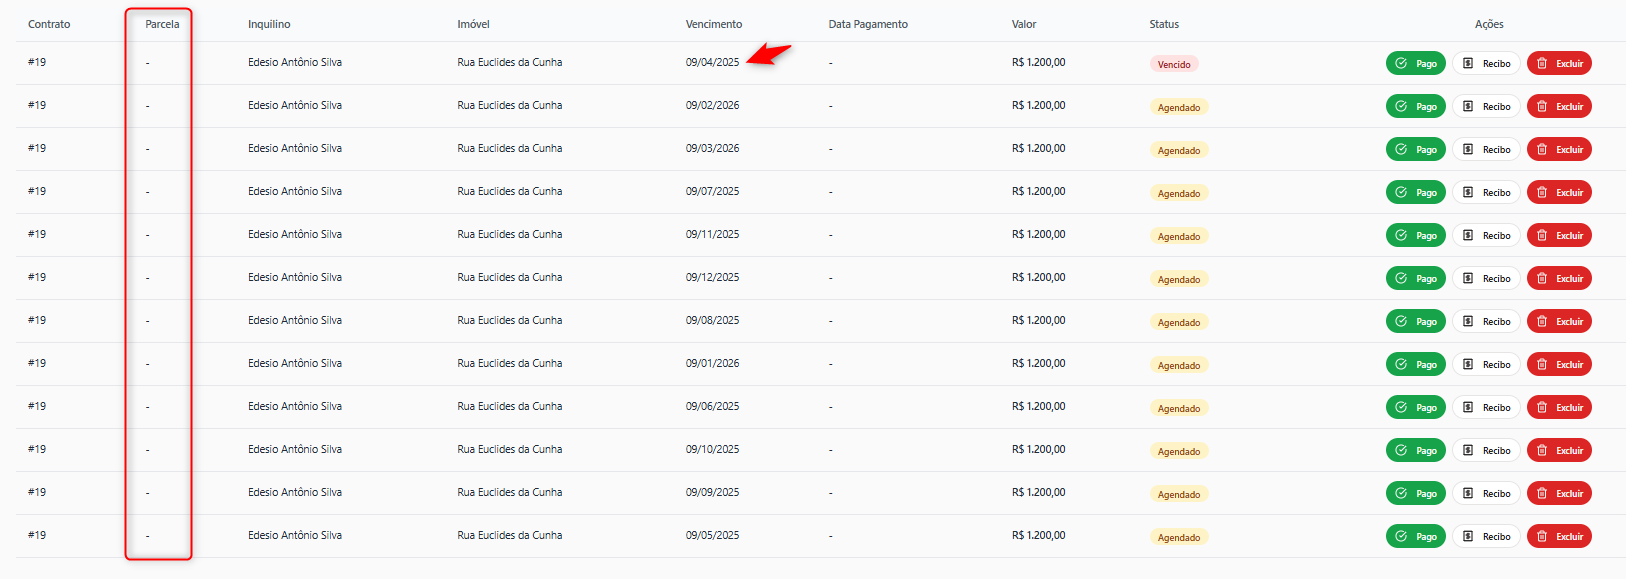 Contrato Parcela Inquilino Imóvel Vencimento Data Pagamento Valor Status Ações
#19 - Edesio Antônio Silva Rua Euclides da Cunha 09/04/2025 - R$ 1.200,00 Vencido Pago Recibo Excluir
#19 - Edesio Antônio Silva Rua Euclides da Cunha 09/02/2026 - R$ 1.200,00 Agendado Pago Recibo Excluir
#19 - Edesio Antônio Silva Rua Euclides da Cunha 09/03/2026 - R$ 1.200,00 Agendado Pago Recibo Excluir
#19 - Edesio Antônio Silva Rua Euclides da Cunha 09/07/2025 - R$ 1.200,00 Agendado Pago Recibo Excluir
#19 - Edesio Antônio Silva Rua Euclides da Cunha 09/11/2025 - R$ 1.200,00 Agendado Pago Recibo Excluir
#19 - Edesio Antônio Silva Rua Euclides da Cunha 09/12/2025 - R$ 1.200,00 Agendado Pago Recibo Excluir
#19 - Edesio Antônio Silva Rua Euclides da Cunha 09/08/2025 - R$ 1.200,00 Agendado Pago Recibo Excluir
#19 - Edesio Antônio Silva Rua Euclides da Cunha 09/01/2026 - R$ 1.200,00 Agendado Pago Recibo Excluir
#19 - Edesio Antônio Silva Rua Euclides da Cunha 09/06/2025 - R$ 1.200,00 Agendado Pago Recibo Excluir
#19 - Edesio Antônio Silva Rua Euclides da Cunha 09/10/2025 - R$ 1.200,00 Agendado Pago Recibo Excluir
#19 - Edesio Antônio Silva Rua Euclides da Cunha 09/09/2025 - R$ 1.200,00 Agendado Pago Recibo Excluir
#19 - Edesio Antônio Silva Rua Euclides da Cunha 09/05/2025 - R$ 1.200,00 Agendado Pago Recibo Excluir